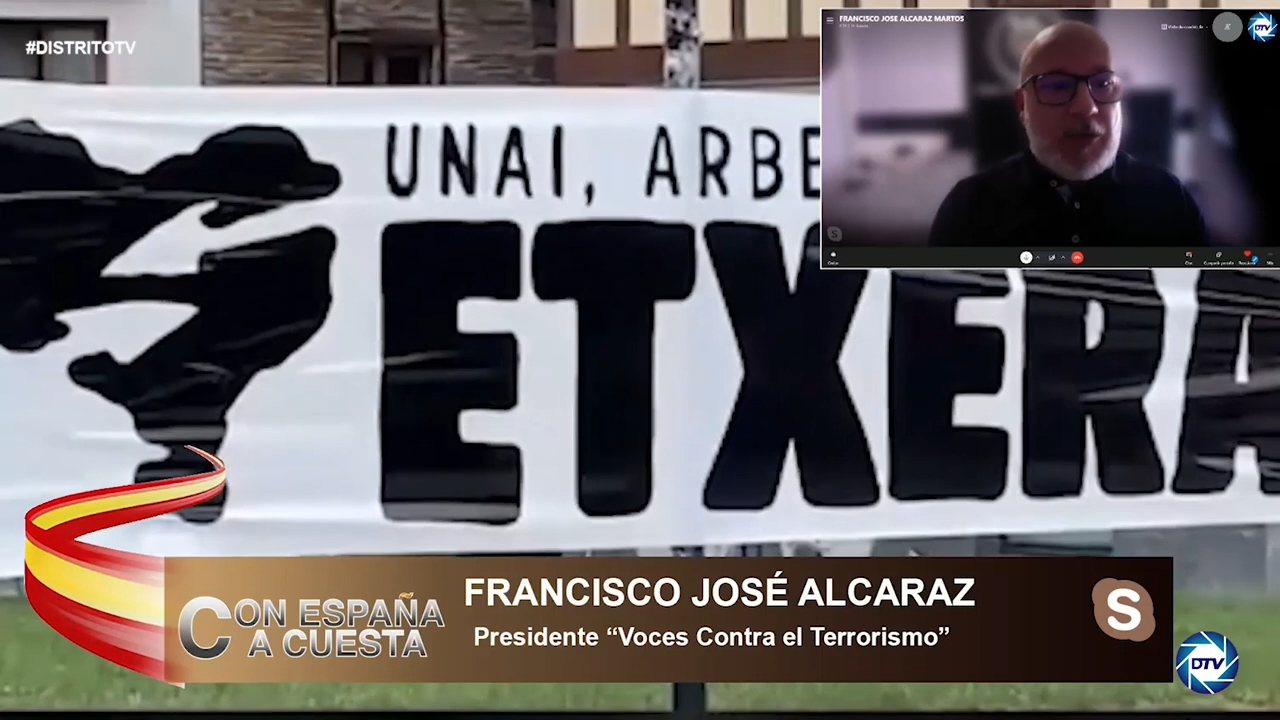 #DISTRITOTV
FRANCISCO JOSE ALCARAZ MARTOS
DTV
UNAI, ARBE
ETXERA
S
CON ESPAÑA
A CUESTA
FRANCISCO JOSÉ ALCARAZ
Presidente “Voces Contra el Terrorismo”
S
DTV